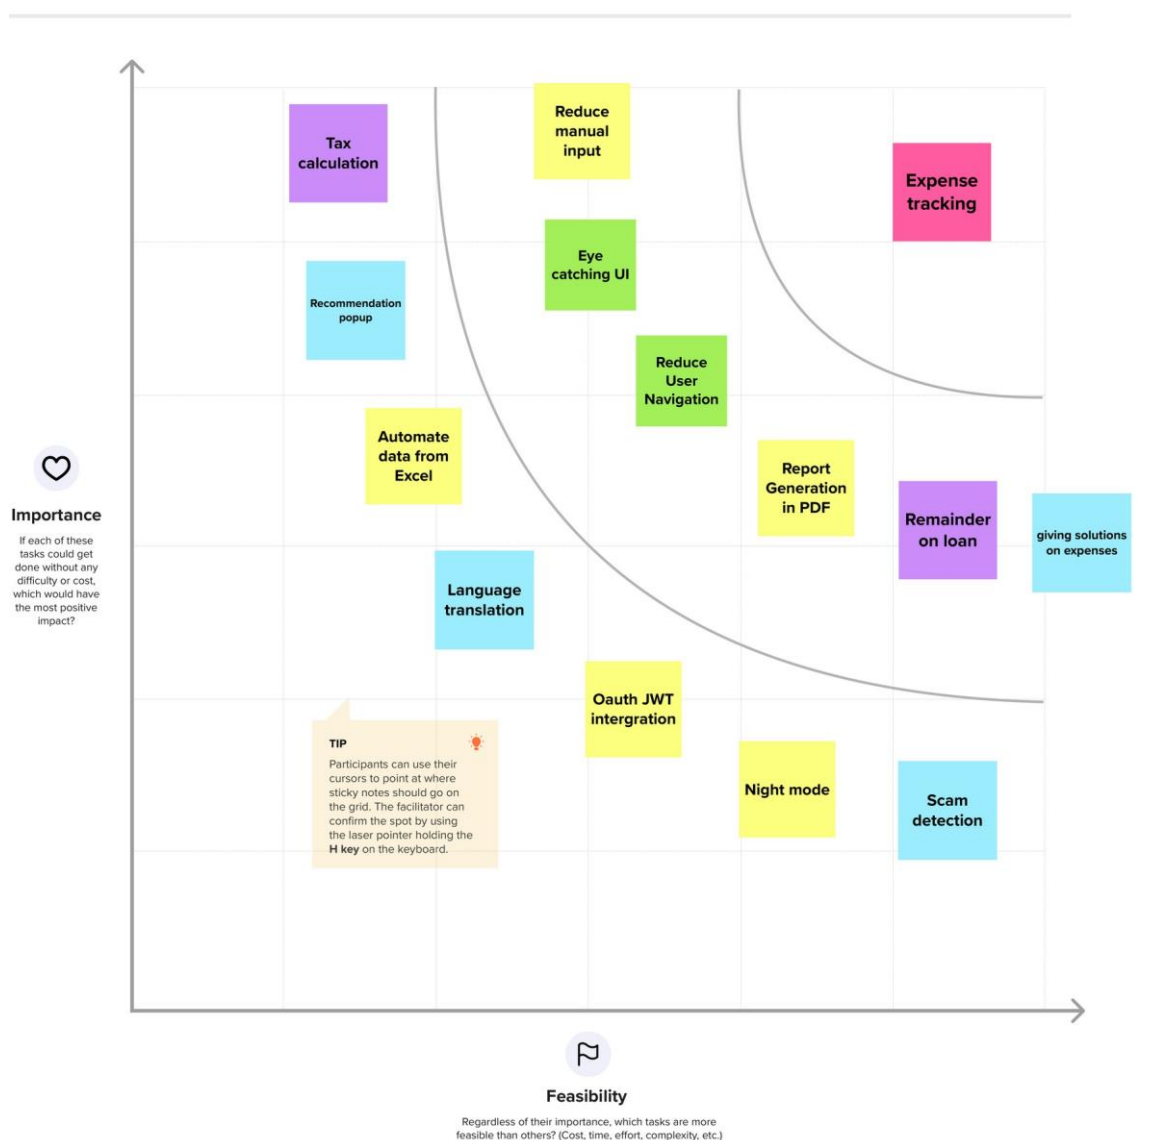 Tax
calculation
Reduce
manual
input
Expense
tracking
Eye
catching UI
Recommendation
popup
Reduce
User
Navigation
Automate
data from
Excel
Report
Generation
in PDF
Remainder
on loan
giving solutions
on expenses
Importance
If each of these
tasks could get
done without any
difficulty or cost,
which would have
the most positive
impact?
Language
translation
Oauth JWT
intergration
TIP
Participants can use their
cursors to point at where
sticky notes should go on
the grid. The facilitator can
confirm the spot by using
the laser pointer holding the
H key on the keyboard.
Night mode
Scam
detection
Feasibility
Regardless of their importance, which tasks are more
feasible than others? (Cost, time, effort, complexity, etc.)